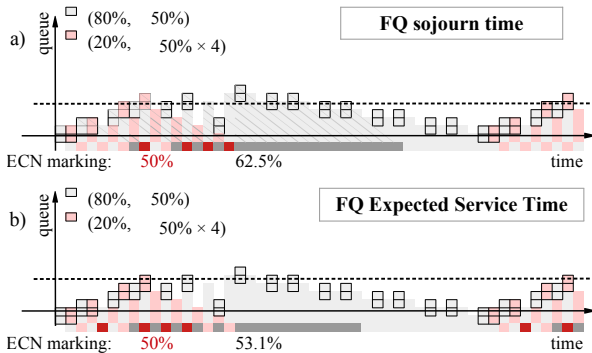 queue
(80%, 50%)
(20%, 50% × 4)
FQ sojourn time
a)
ECN marking: 50% 62.5% time
queue
(80%, 50%)
(20%, 50% × 4)
FQ Expected Service Time
b)
ECN marking: 50% 53.1% time